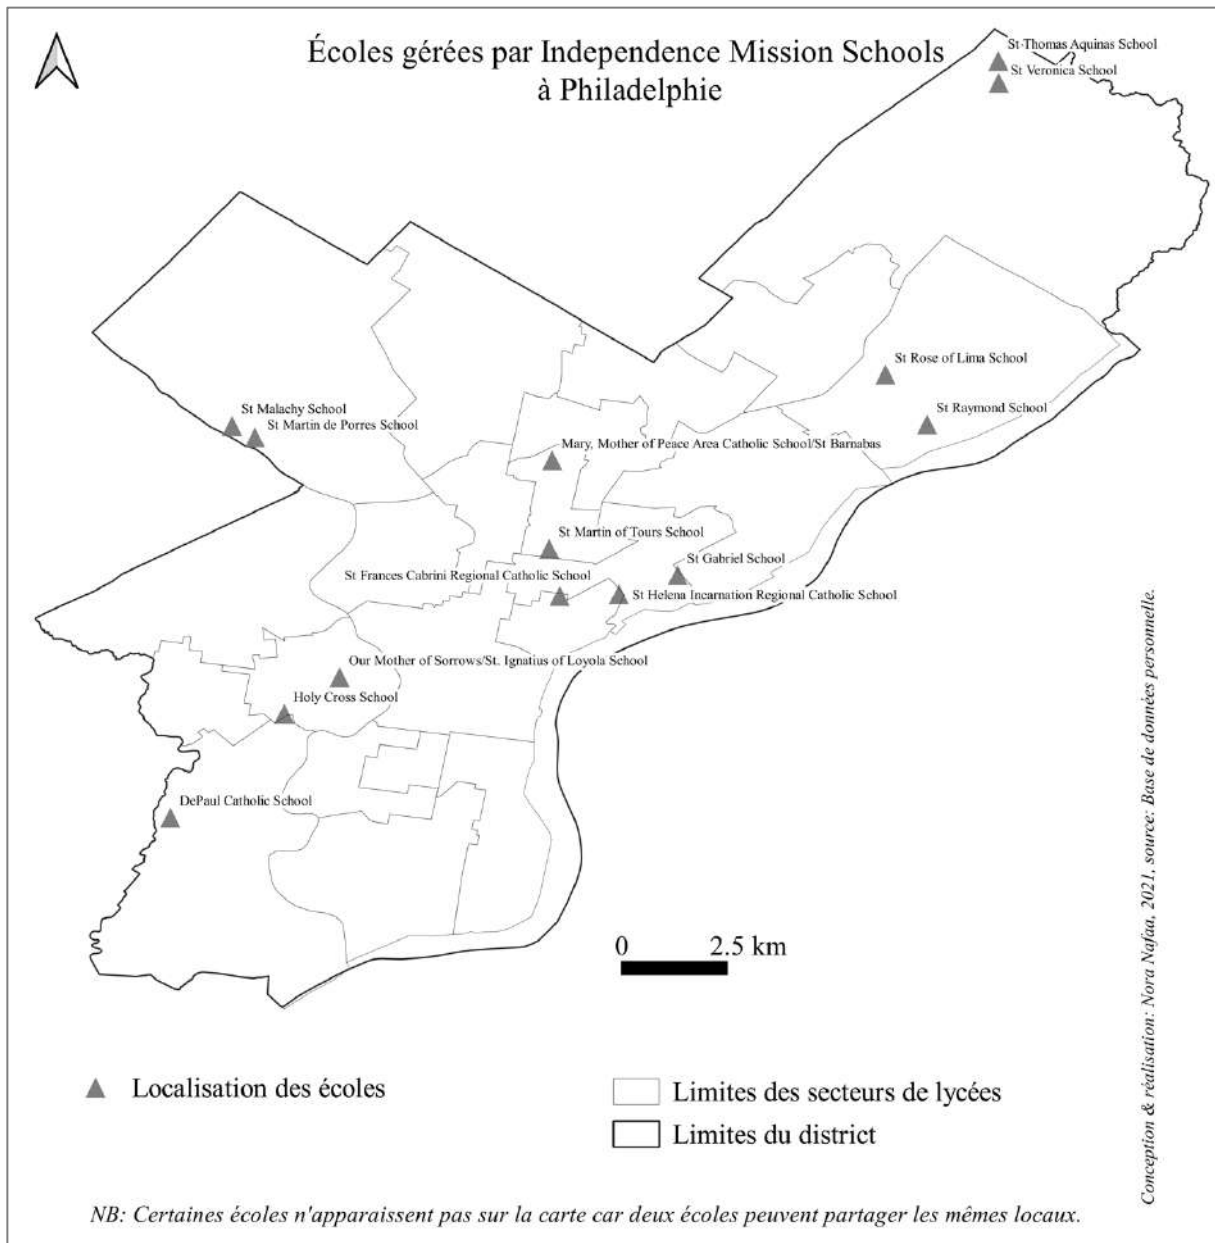 Écoles gérées par Independence Mission Schools
à Philadelphie
St Thomas Aquinas School
St Veronica School
St Rose of Lima School
St Raymond School
St Malachy School
St Martin de Porres School
Mary, Mother of Peace Area Catholic School/St Barnabas
St Martin of Tours School
St Gabriel School
St Frances Cabrini Regional Catholic School
St Helena Incarnation Regional Catholic School
Our Mother of Sorrows/St. Ignatius of Loyola School
Holy Cross School
DePaul Catholic School
0 2.5 km
Localisation des écoles
Limites des secteurs de lycées
Limites du district
NB: Certaines écoles n'apparaissent pas sur la carte car deux écoles peuvent partager les mêmes locaux.
Conception & réalisation: Nora Nafaa, 2021, source: Base de données personnelle.